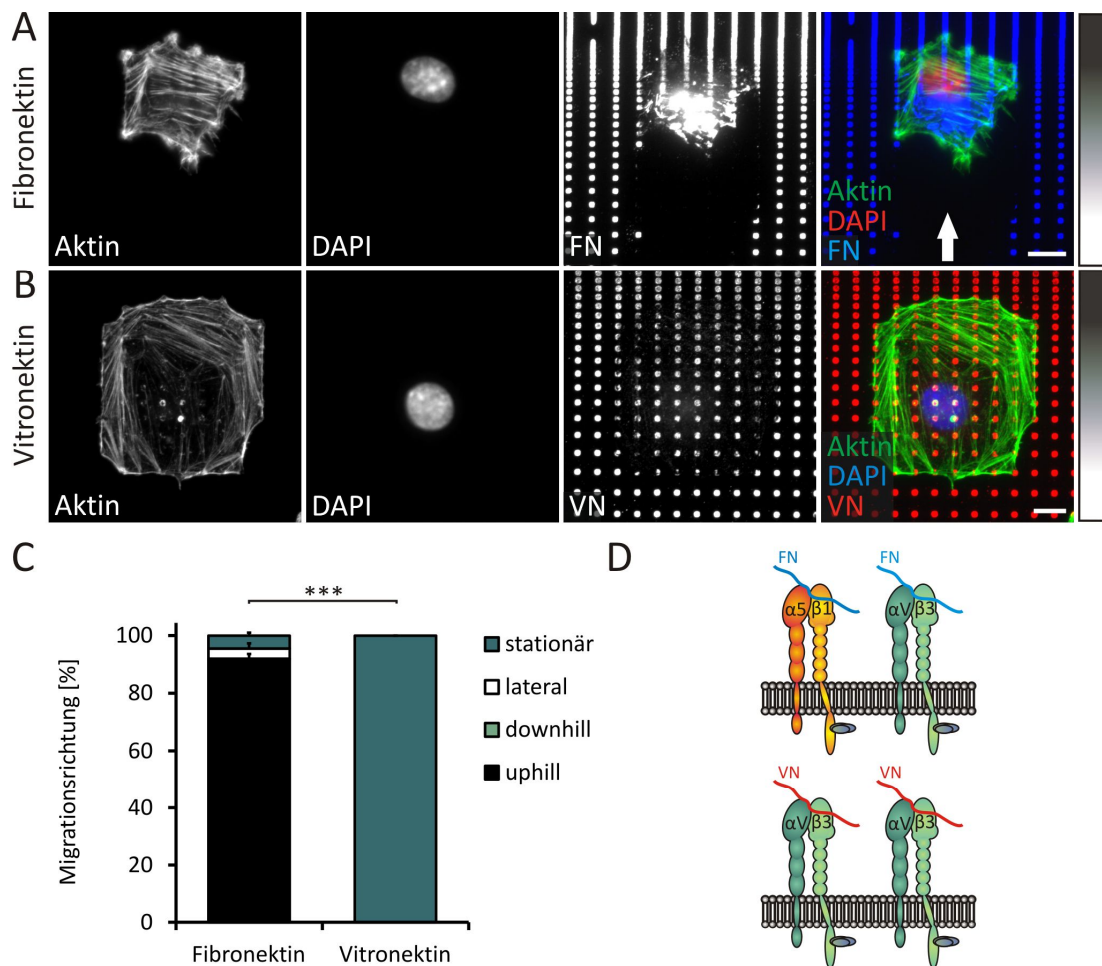 A
Fibronektin
Aktin
DAPI
FN
Aktin
DAPI
FN
B
Vitronektin
Aktin
DAPI
VN
Aktin
DAPI
VN
C
***
Migrationsrichtung [%]
100
80
60
40
20
0
Fibronektin
Vitronektin
stationär
lateral
downhill
uphill
D
FN
FN
α5 β1
αV β3
VN
VN
αV β3
αV β3